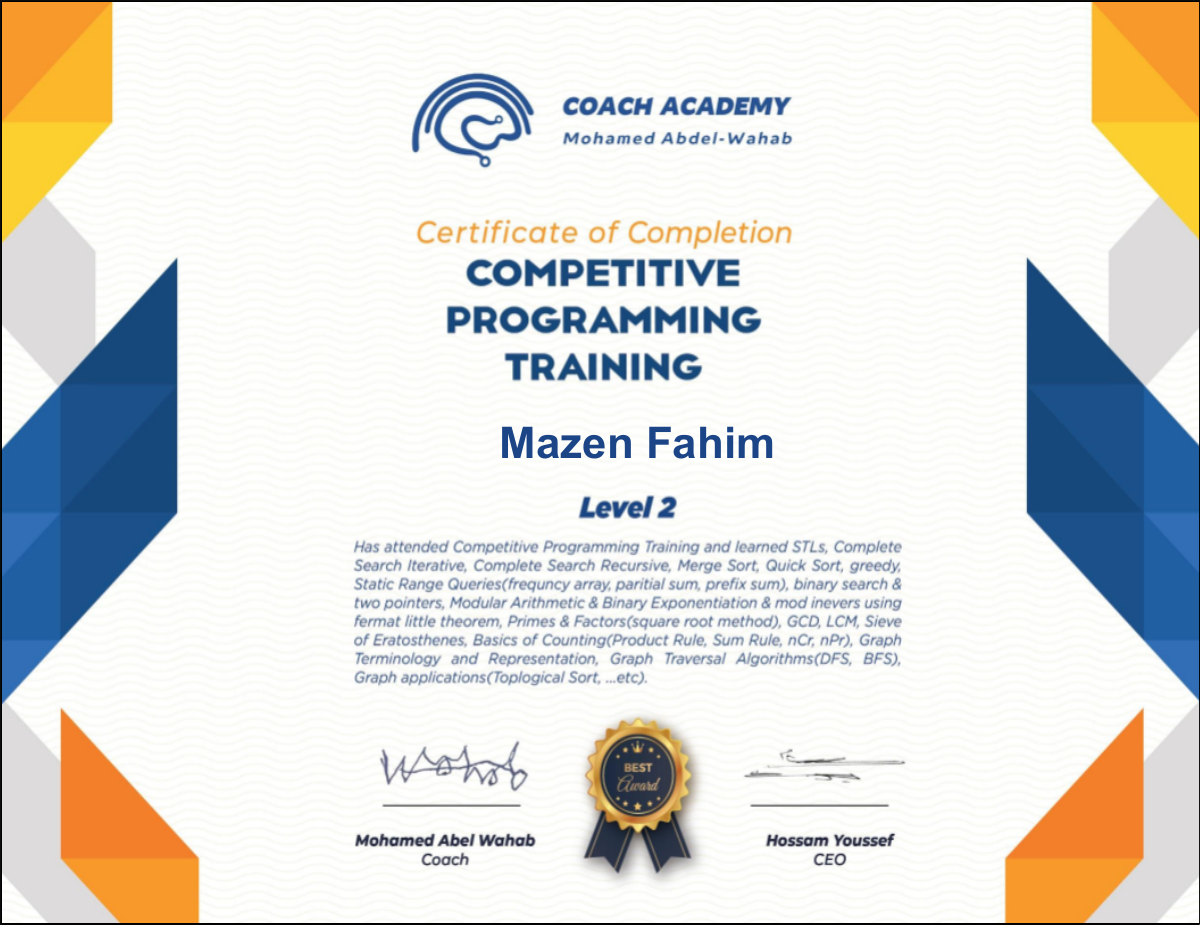 COACH ACADEMY
Mohamed Abdel-Wahab
Certificate of Completion
COMPETITIVE
PROGRAMMING
TRAINING
Mazen Fahim
Level 2
Has attended Competitive Programming Training and learned STLs, Complete
Search Iterative, Complete Search Recursive, Merge Sort, Quick Sort, greedy,
Static Range Queries(frequncy array, paritial sum, prefix sum), binary search &
two pointers, Modular Arithmetic & Binary Exponentiation & mod inevers using
fermat little theorem, Primes & Factors(square root method), GCD, LCM, Sieve
of Eratosthenes, Basics of Counting(Product Rule, Sum Rule, nCr, nPr), Graph
Terminology and Representation, Graph Traversal Algorithms(DFS, BFS),
Graph applications(Toplogical Sort, ...etc).
Wahab
BEST
Award
Mohamed Abel Wahab
Coach
Hossam Youssef
CEO